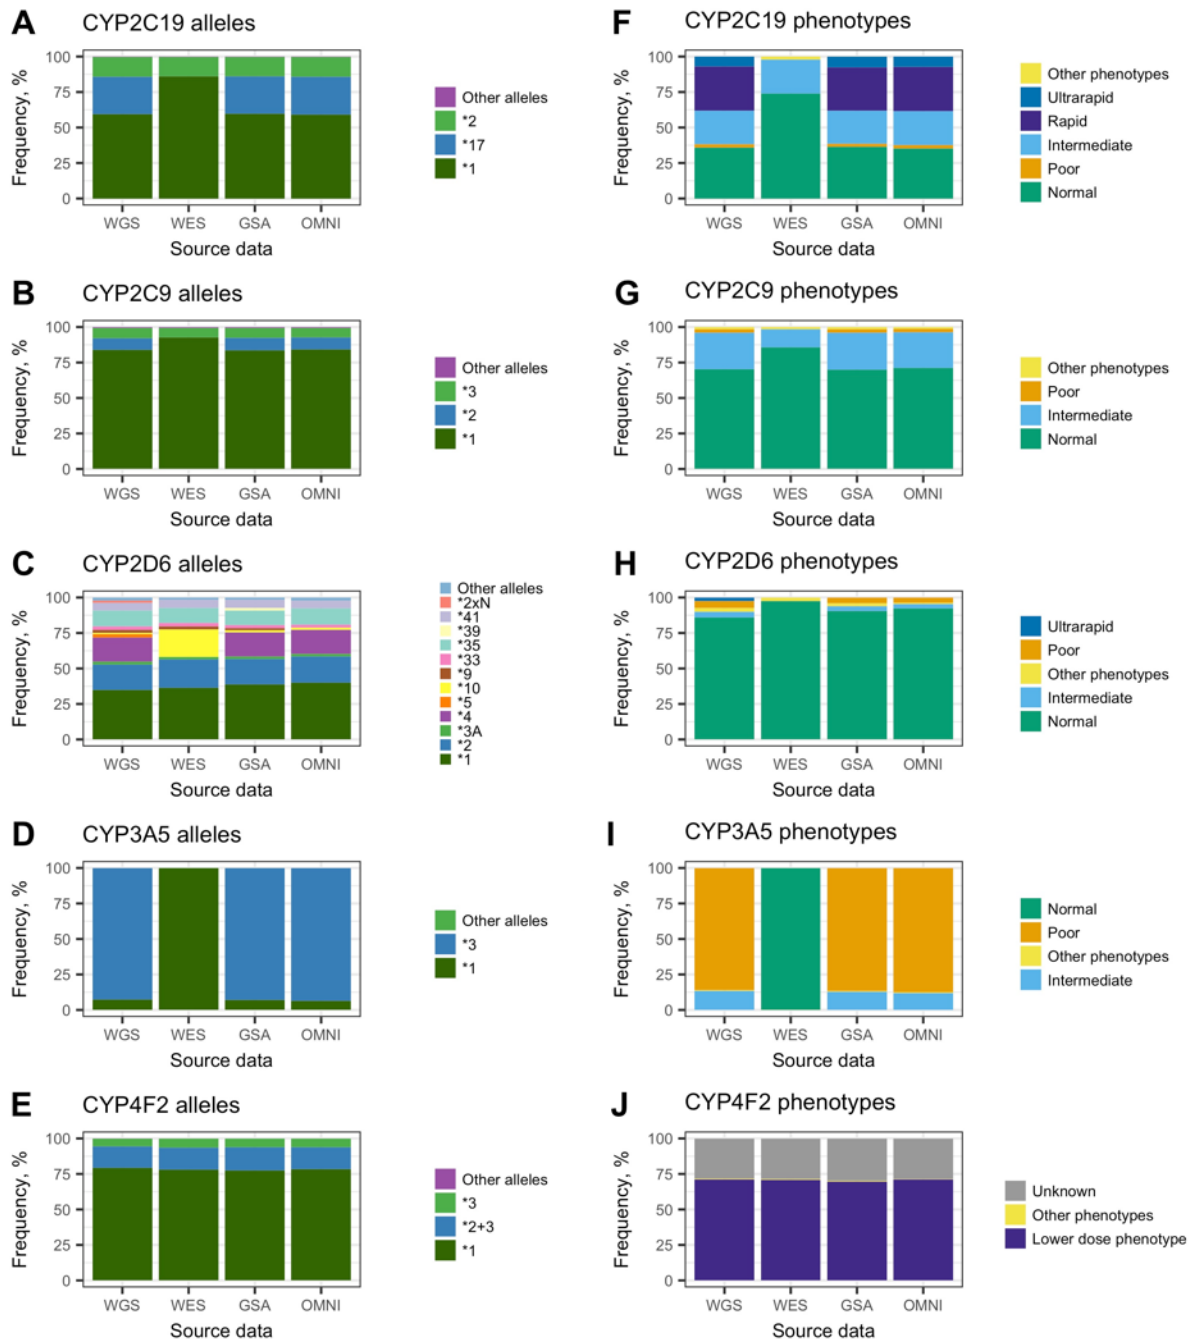 A CYP2C19 alleles
Frequency, %
100
75
50
25
0
WGS WES GSA OMNI
Source data
Other alleles
*2
*17
*1
F CYP2C19 phenotypes
Frequency, %
100
75
50
25
0
WGS WES GSA OMNI
Source data
Other phenotypes
Ultrarapid
Rapid
Intermediate
Poor
Normal
B CYP2C9 alleles
Frequency, %
100
75
50
25
0
WGS WES GSA OMNI
Source data
Other alleles
*3
*2
*1
G CYP2C9 phenotypes
Frequency, %
100
75
50
25
0
WGS WES GSA OMNI
Source data
Other phenotypes
Poor
Intermediate
Normal
C CYP2D6 alleles
Frequency, %
100
75
50
25
0
WGS WES GSA OMNI
Source data
Other alleles
*2xN
*41
*39
*35
*33
*9
*10
*5
*4
*3A
*2
*1
H CYP2D6 phenotypes
Frequency, %
100
75
50
25
0
WGS WES GSA OMNI
Source data
Ultrarapid
Poor
Other phenotypes
Intermediate
Normal
D CYP3A5 alleles
Frequency, %
100
75
50
25
0
WGS WES GSA OMNI
Source data
Other alleles
*3
*1
I CYP3A5 phenotypes
Frequency, %
100
75
50
25
0
WGS WES GSA OMNI
Source data
Normal
Poor
Other phenotypes
Intermediate
E CYP4F2 alleles
Frequency, %
100
75
50
25
0
WGS WES GSA OMNI
Source data
Other alleles
*3
*2+3
*1
J CYP4F2 phenotypes
Frequency, %
100
75
50
25
0
WGS WES GSA OMNI
Source data
Unknown
Other phenotypes
Lower dose phenotype